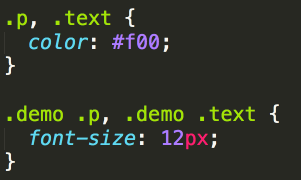 .p, .text {
  color: #f00;
}

.demo .p, .demo .text {
  font-size: 12px;
}